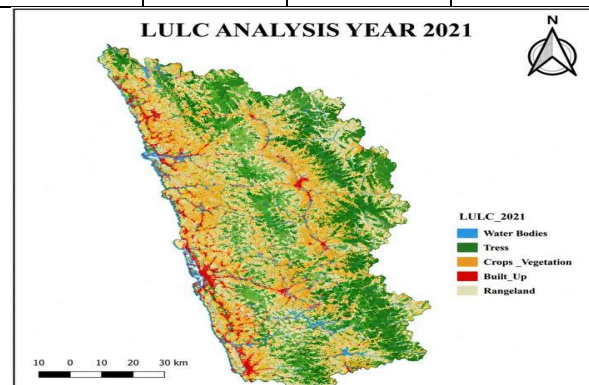 LULC ANALYSIS YEAR 2021
N
LULC_2021
Water Bodies
Tress
Crops _Vegetation
Built_Up
Rangeland
10 0 10 20 30 km